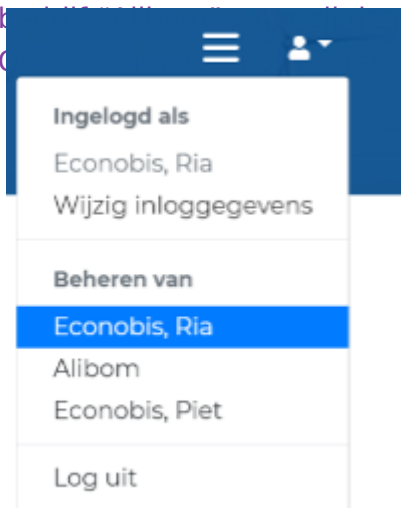 Ingelogd als
Econobis, Ria
Wijzig inloggegevens
Beheren van
Econobis, Ria
Alibom
Econobis, Piet
Log uit